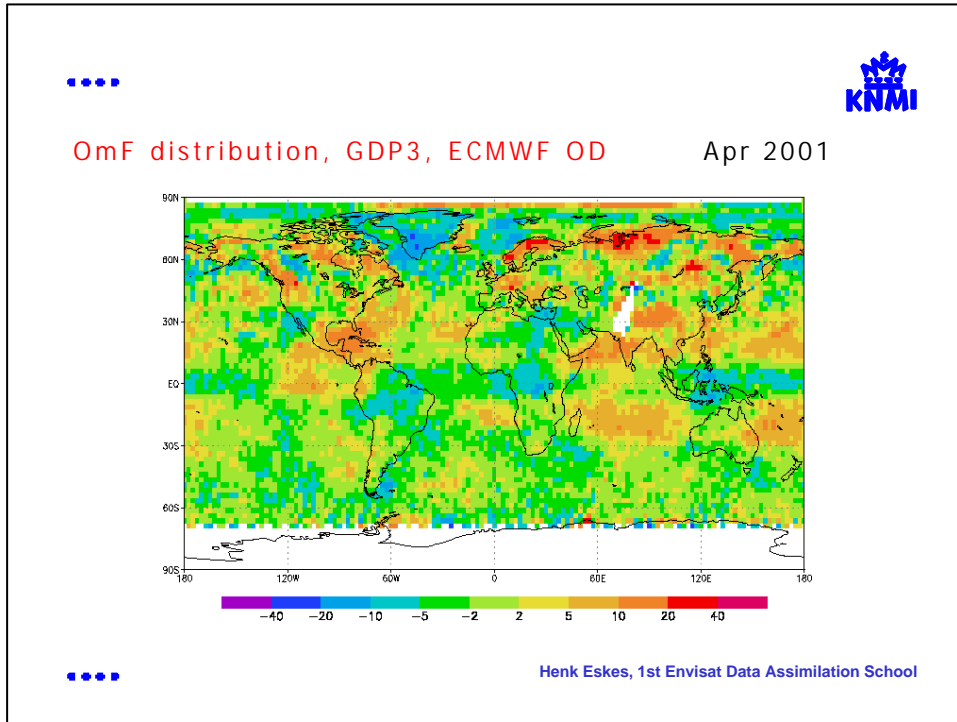 KNMI
OmF distribution, GDP3, ECMWF OD Apr 2001
90N
60N
30N
EQ
30S
60S
90S
180 120W 60W 0 60E 120E 180
−40 −20 −10 −5 −2 2 5 10 20 40
Henk Eskes, 1st Envisat Data Assimilation School